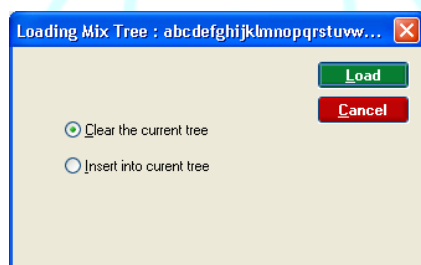 Loading Mix Tree : abcdefghijklmnopqrstuvw...
Load
Cancel
Clear the current tree
Insert into curent tree